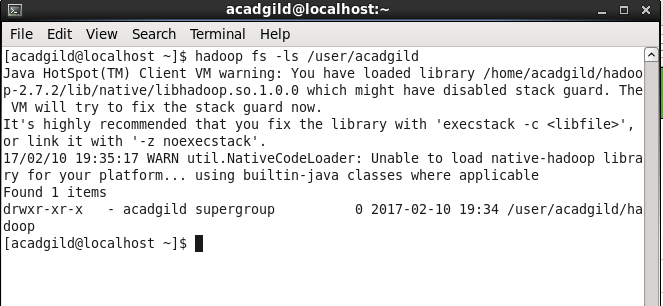 acadgild@localhost:~
File Edit View Search Terminal Help
[acadgild@localhost ~]$ hadoop fs -ls /user/acadgild
Java HotSpot(TM) Client VM warning: You have loaded library /home/acadgild/hadoo
p-2.7.2/lib/native/libhadoop.so.1.0.0 which might have disabled stack guard. The
 VM will try to fix the stack guard now.
It's highly recommended that you fix the library with 'execstack -c <libfile>',
or link it with '-z noexecstack'.
17/02/10 19:35:17 WARN util.NativeCodeLoader: Unable to load native-hadoop libra
ry for your platform... using builtin-java classes where applicable
Found 1 items
drwxr-xr-x   - acadgild supergroup          0 2017-02-10 19:34 /user/acadgild/ha
doop
[acadgild@localhost ~]$